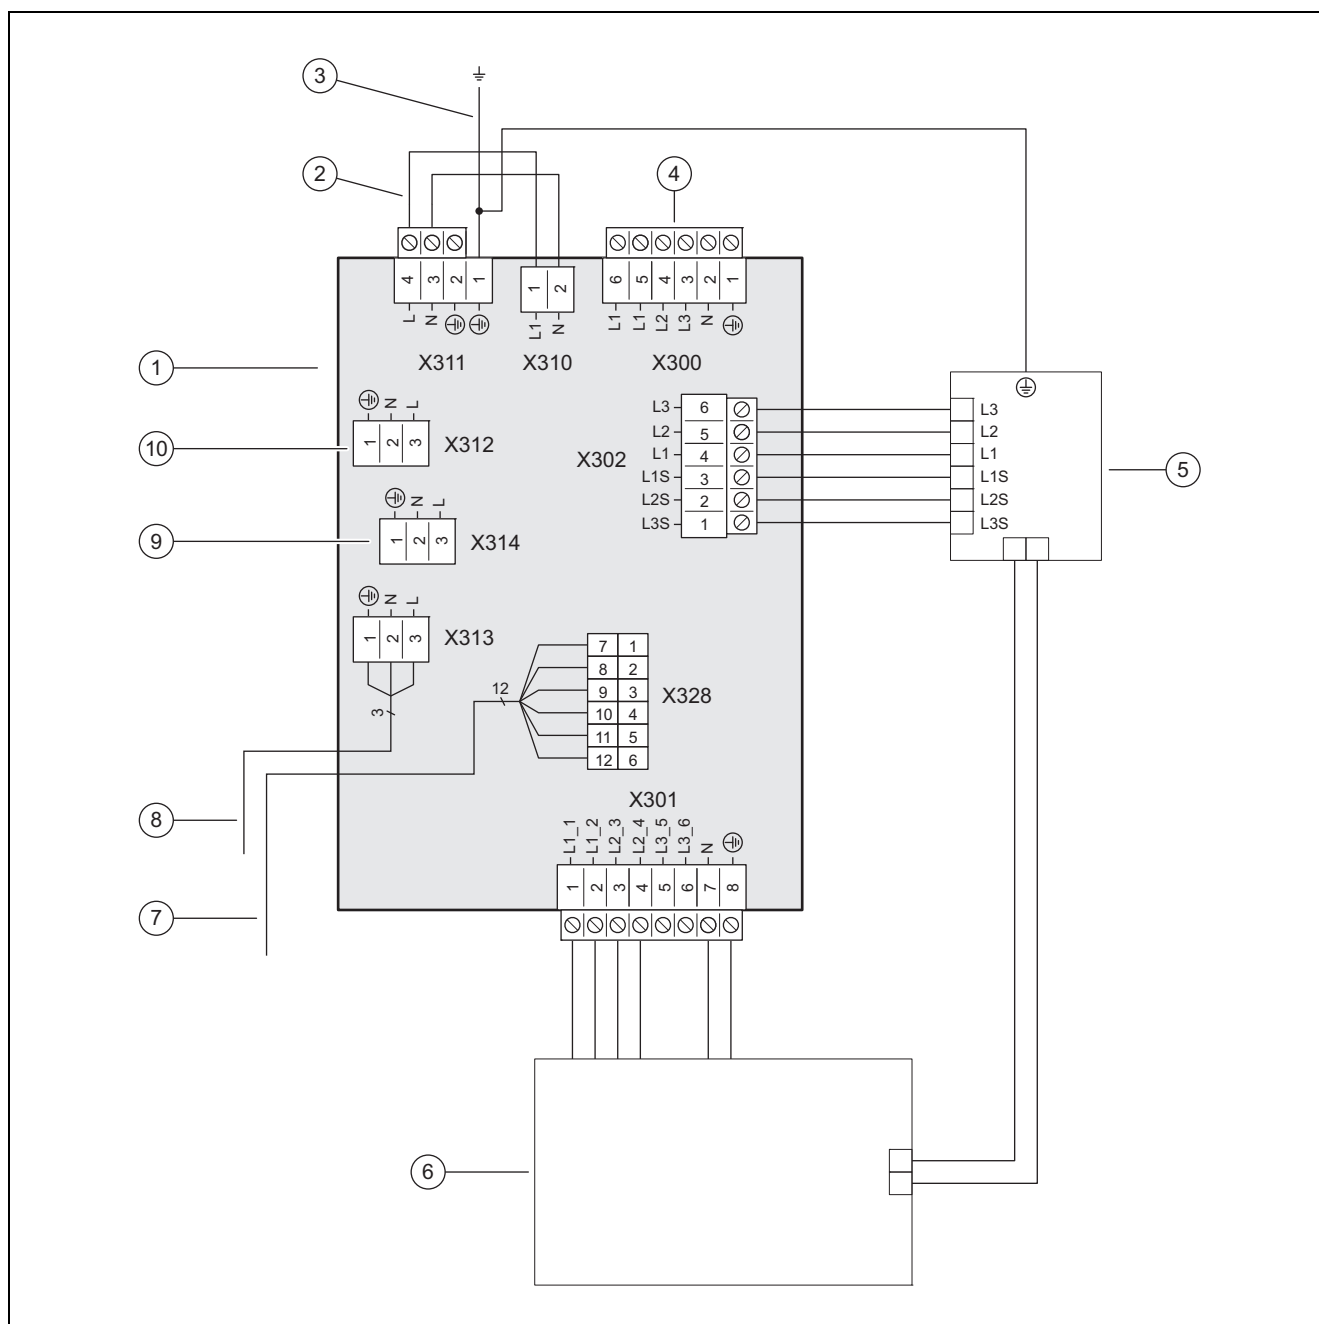 3
2
4
4 3 2 1
L N
X311
1 2
L1 N
X310
6 5 4 3 2 1
L1 L1 L2 L3 N
X300
1
10
N L
1 2 3
X312
9
N L
1 2 3
X314
N L
1 2 3
X313
3
8
7
X302
L3 6
L2 5
L1 4
L1S 3
L2S 2
L3S 1
L3
L2
L1
L1S
L2S
L3S
5
12
7 1
8 2
9 3
10 4
11 5
12 6
X328
X301
L1_1 L1_2 L2_3 L2_4 L3_5 L3_6 N
1 2 3 4 5 6 7 8
6